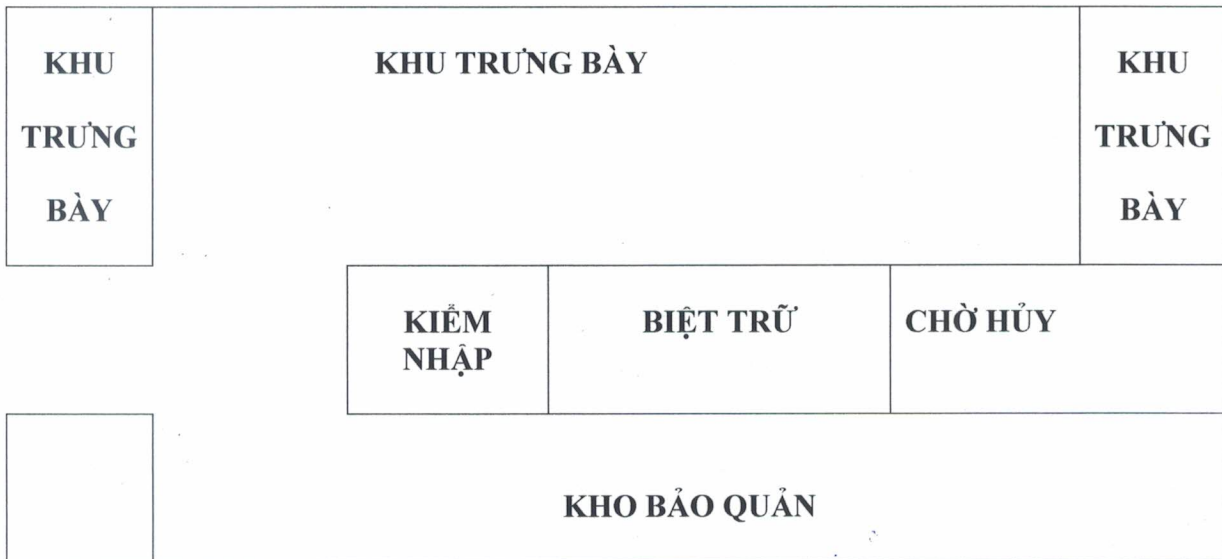 KHU
TRƯNG
BÀY
KHU TRƯNG BÀY
KHU
TRƯNG
BÀY
KIỂM
NHẬP
BIỆT TRỮ
CHỜ HỦY
KHO BẢO QUẢN